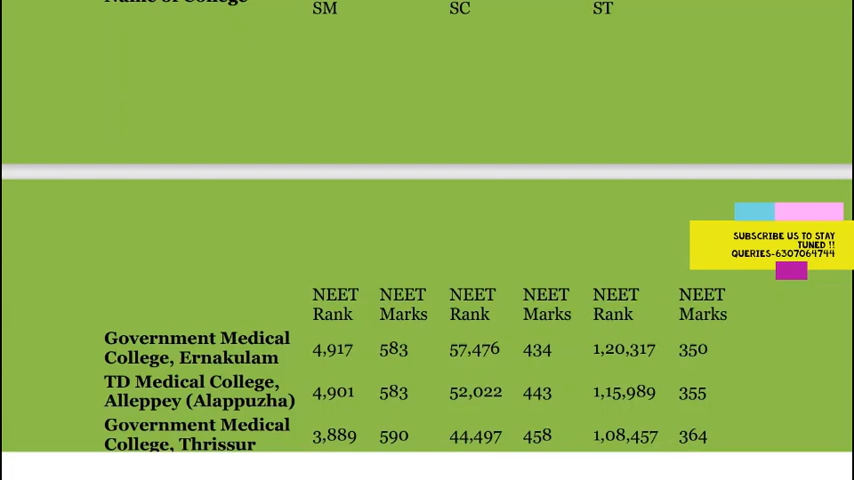 Name of College
SM SC ST
SUBSCRIBE US TO STAY
TUNED !!
QUERIES-6307064744
NEET NEET NEET NEET NEET NEET
Rank Marks Rank Marks Rank Marks
Government Medical
College, Ernakulam 4,917 583 57,476 434 1,20,317 350
TD Medical College,
Alleppey (Alappuzha) 4,901 583 52,022 443 1,15,989 355
Government Medical
College, Thrissur 3,889 590 44,497 458 1,08,457 364